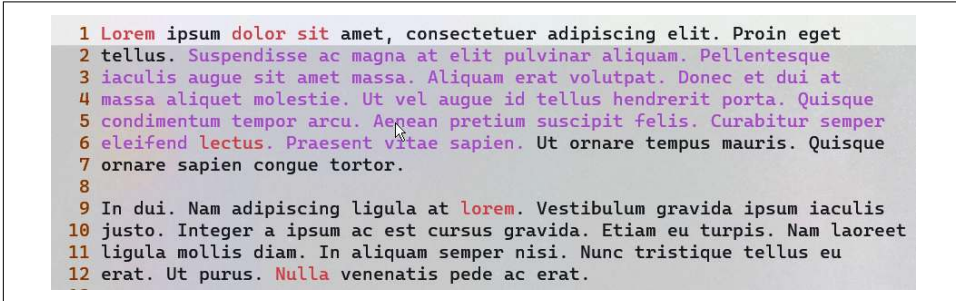 1 Lorem ipsum dolor sit amet, consectetuer adipiscing elit. Proin eget
2 tellus. Suspendisse ac magna at elit pulvinar aliquam. Pellentesque
3 iaculis augue sit amet massa. Aliquam erat volutpat. Donec et dui at
4 massa aliquet molestie. Ut vel augue id tellus hendrerit porta. Quisque
5 condimentum tempor arcu. Aenean pretium suscipit felis. Curabitur semper
6 eleifend lectus. Praesent vitae sapien. Ut ornare tempus mauris. Quisque
7 ornare sapien congue tortor.
8
9 In dui. Nam adipiscing ligula at lorem. Vestibulum gravida ipsum iaculis
10 justo. Integer a ipsum ac est cursus gravida. Etiam eu turpis. Nam laoreet
11 ligula mollis diam. In aliquam semper nisi. Nunc tristique tellus eu
12 erat. Ut purus. Nulla venenatis pede ac erat.